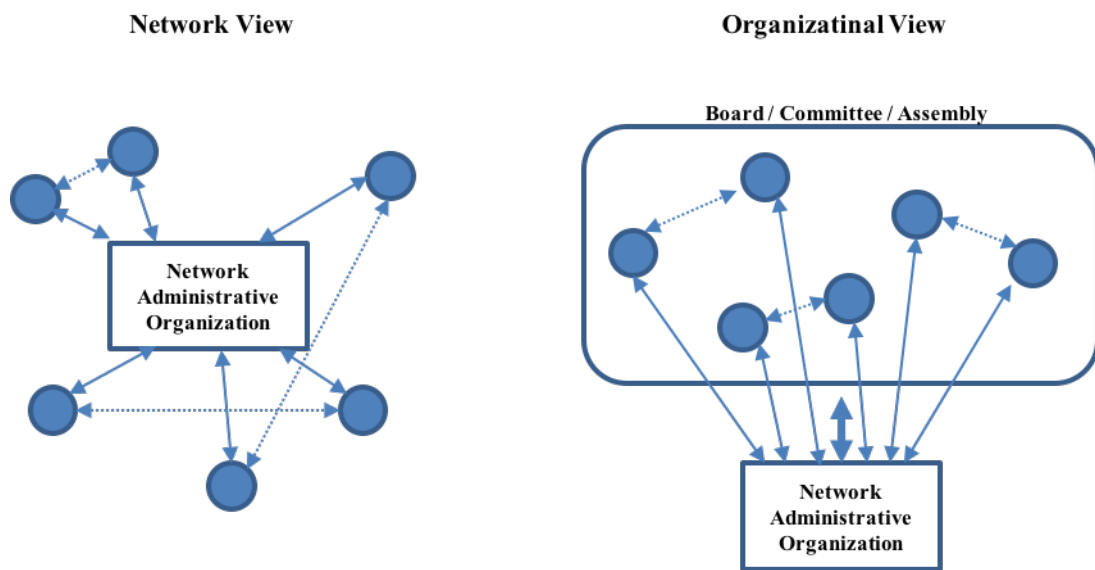 Network View
Organizatinal View
Board / Committee / Assembly
Network
Administrative
Organization
Network
Administrative
Organization